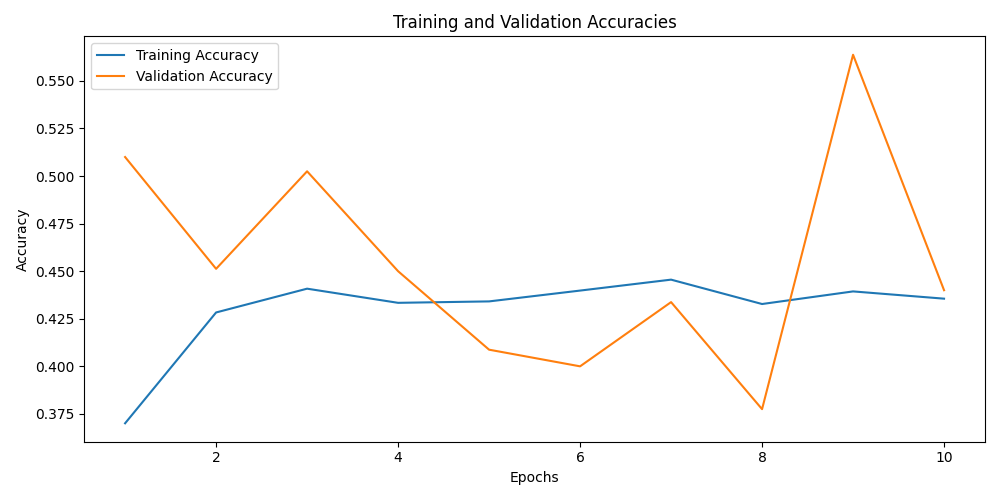 Training and Validation Accuracies
Training Accuracy
Validation Accuracy
0.550
0.525
0.500
0.475
0.450
0.425
0.400
0.375
Accuracy
2 4 6 8 10
Epochs